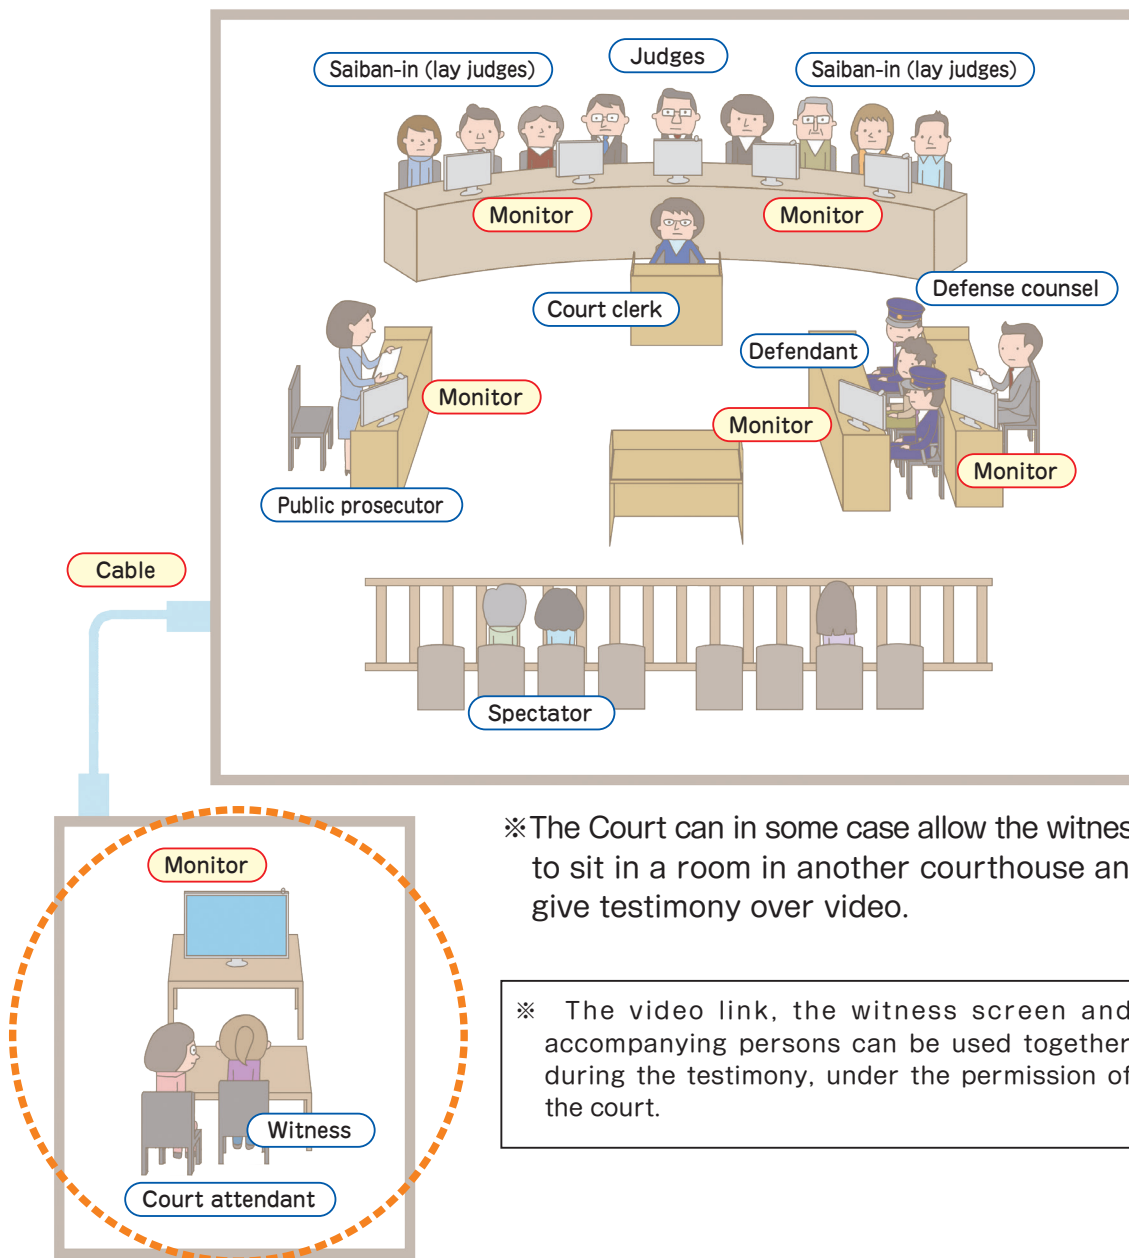 Judges
Saiban-in (lay judges)
Saiban-in (lay judges)
Monitor
Monitor
Court clerk
Defense counsel
Defendant
Monitor
Monitor
Monitor
Public prosecutor
Cable
Spectator
Monitor
Witness
Court attendant
※The Court can in some case allow the witnes
to sit in a room in another courthouse an
give testimony over video.
※ The video link, the witness screen and
accompanying persons can be used together
during the testimony, under the permission of
the court.